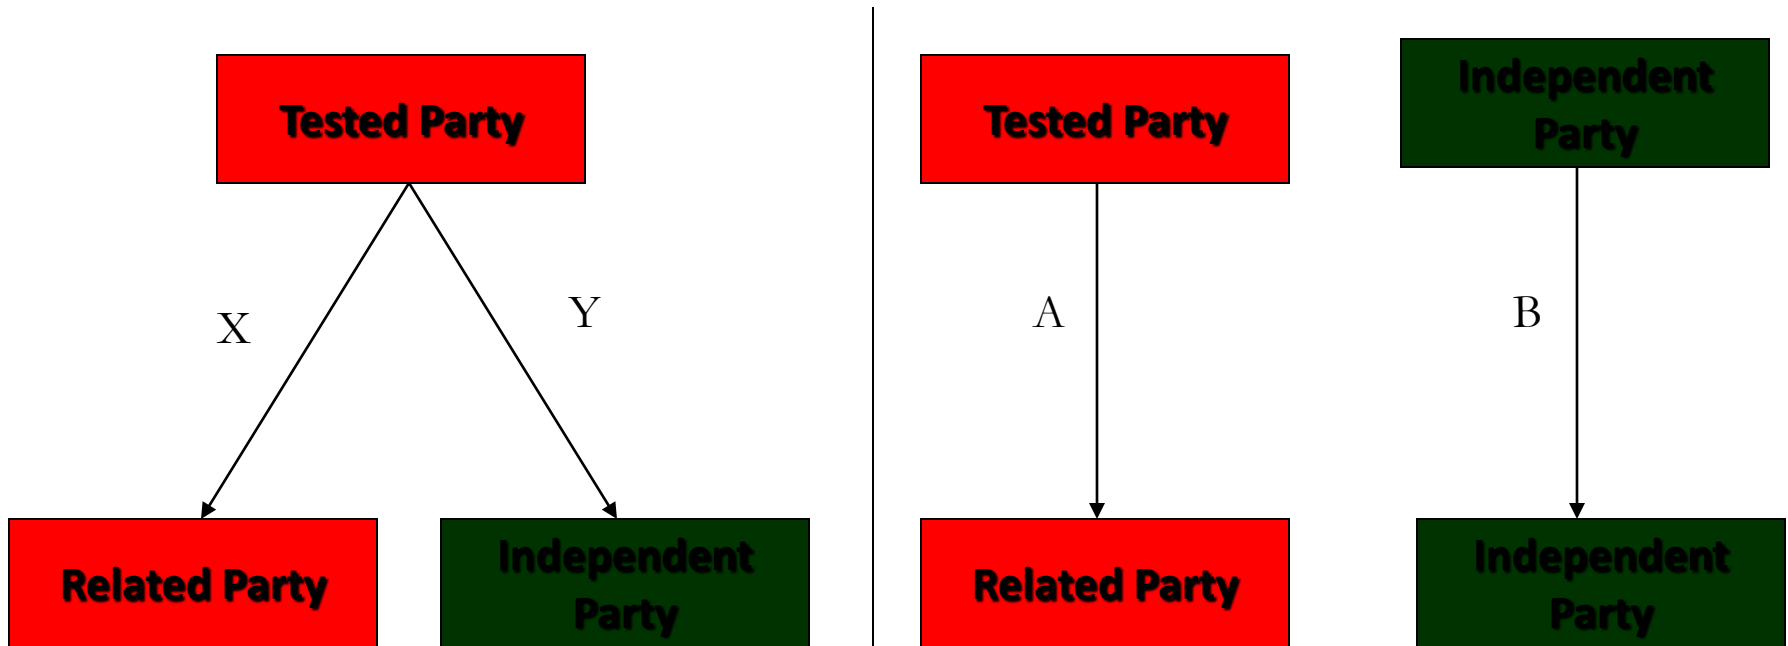 Tested Party
X
Y
Related Party
Independent
Party
Tested Party
A
Related Party
Independent
Party
B
Independent
Party